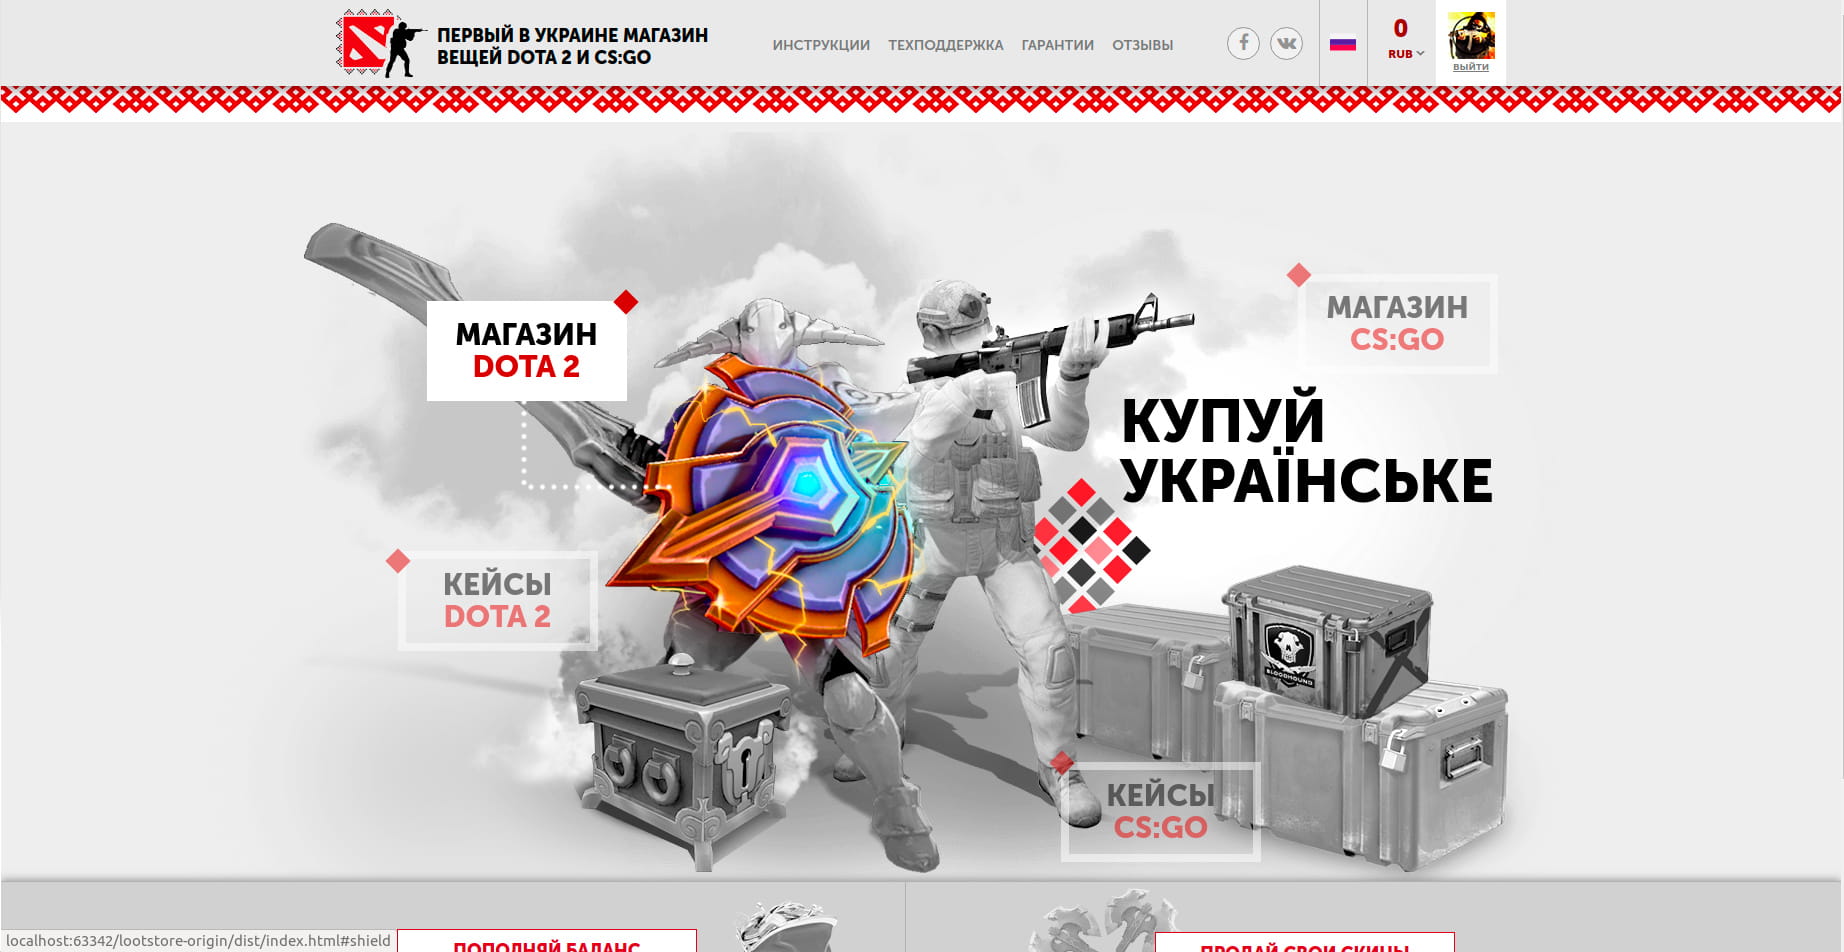 ПЕРВЫЙ В УКРАИНЕ МАГАЗИН
ВЕЩЕЙ DOTA 2 И CS:GO
ИНСТРУКЦИИ ТЕХПОДДЕРЖКА ГАРАНТИИ ОТЗЫВЫ
0
RUB
ВЫЙТИ
МАГАЗИН
DOTA 2
МАГАЗИН
CS:GO
КУПУЙ
УКРАЇНСЬКЕ
КЕЙСЫ
DOTA 2
BLOODHOUND
КЕЙСЫ
CS:GO
localhost:63342/lootstore-origin/dist/index.html#shield
ПОПОЛНЯЙ БАЛАНС
ПРОДАЙ СВОИ СКИНЫ